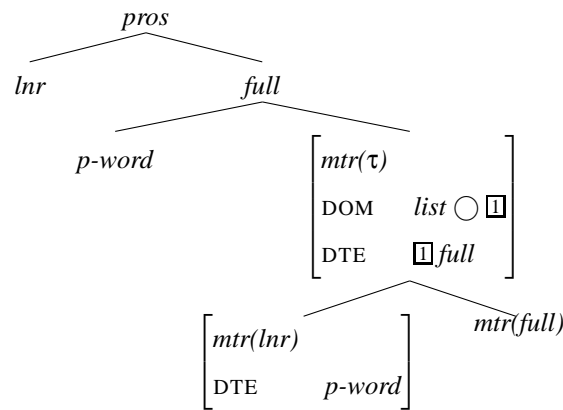 pros
lnr full
p-word mtr(τ)
DOM list ◯ 1
DTE 1 full
mtr(lnr) mtr(full)
DTE p-word